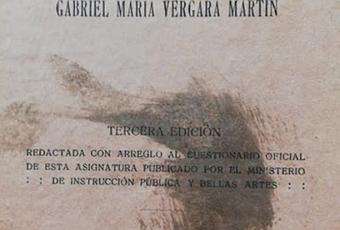 GABRIEL MARIA VERGARA MARTIN
TERCERA EDICIÓN
REDACTADA CON ARREGLO AL CUESTIONARIO OFICIAL
DE ESTA ASIGNATURA PUBLICADO POR EL MINISTERIO
: : DE INSTRUCCIÓN PÚBLICA Y BELLAS ARTES : :